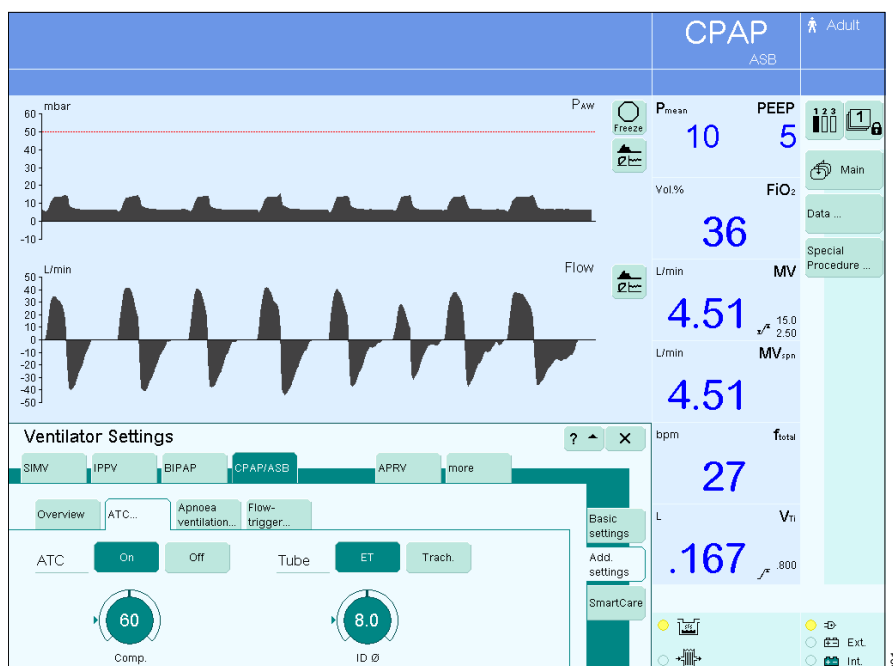 CPAP
ASB
Adult
mbar
PAW
60
50
40
30
20
10
0
-10
Freeze
L/min
Flow
50
40
30
20
10
0
-10
-20
-30
-40
-50
Pmean
PEEP
10
5
Vol.%
FiO2
36
L/min
MV
4.51
15.0
2.50
L/min
MVspn
4.51
bpm
ftotal
27
L
VTi
.167
.800
1 2 3
1
Main
Data ...
Special
Procedure ...
Ventilator Settings
?
X
SIMV
IPPV
BIPAP
CPAP/ASB
APRV
more
Overview
ATC...
Apnoea
ventilation...
Flow-
trigger...
Basic
settings
Add.
settings
SmartCare
ATC
On
Off
Tube
ET
Trach.
60
8.0
Comp.
ID Ø
Ext.
Int.